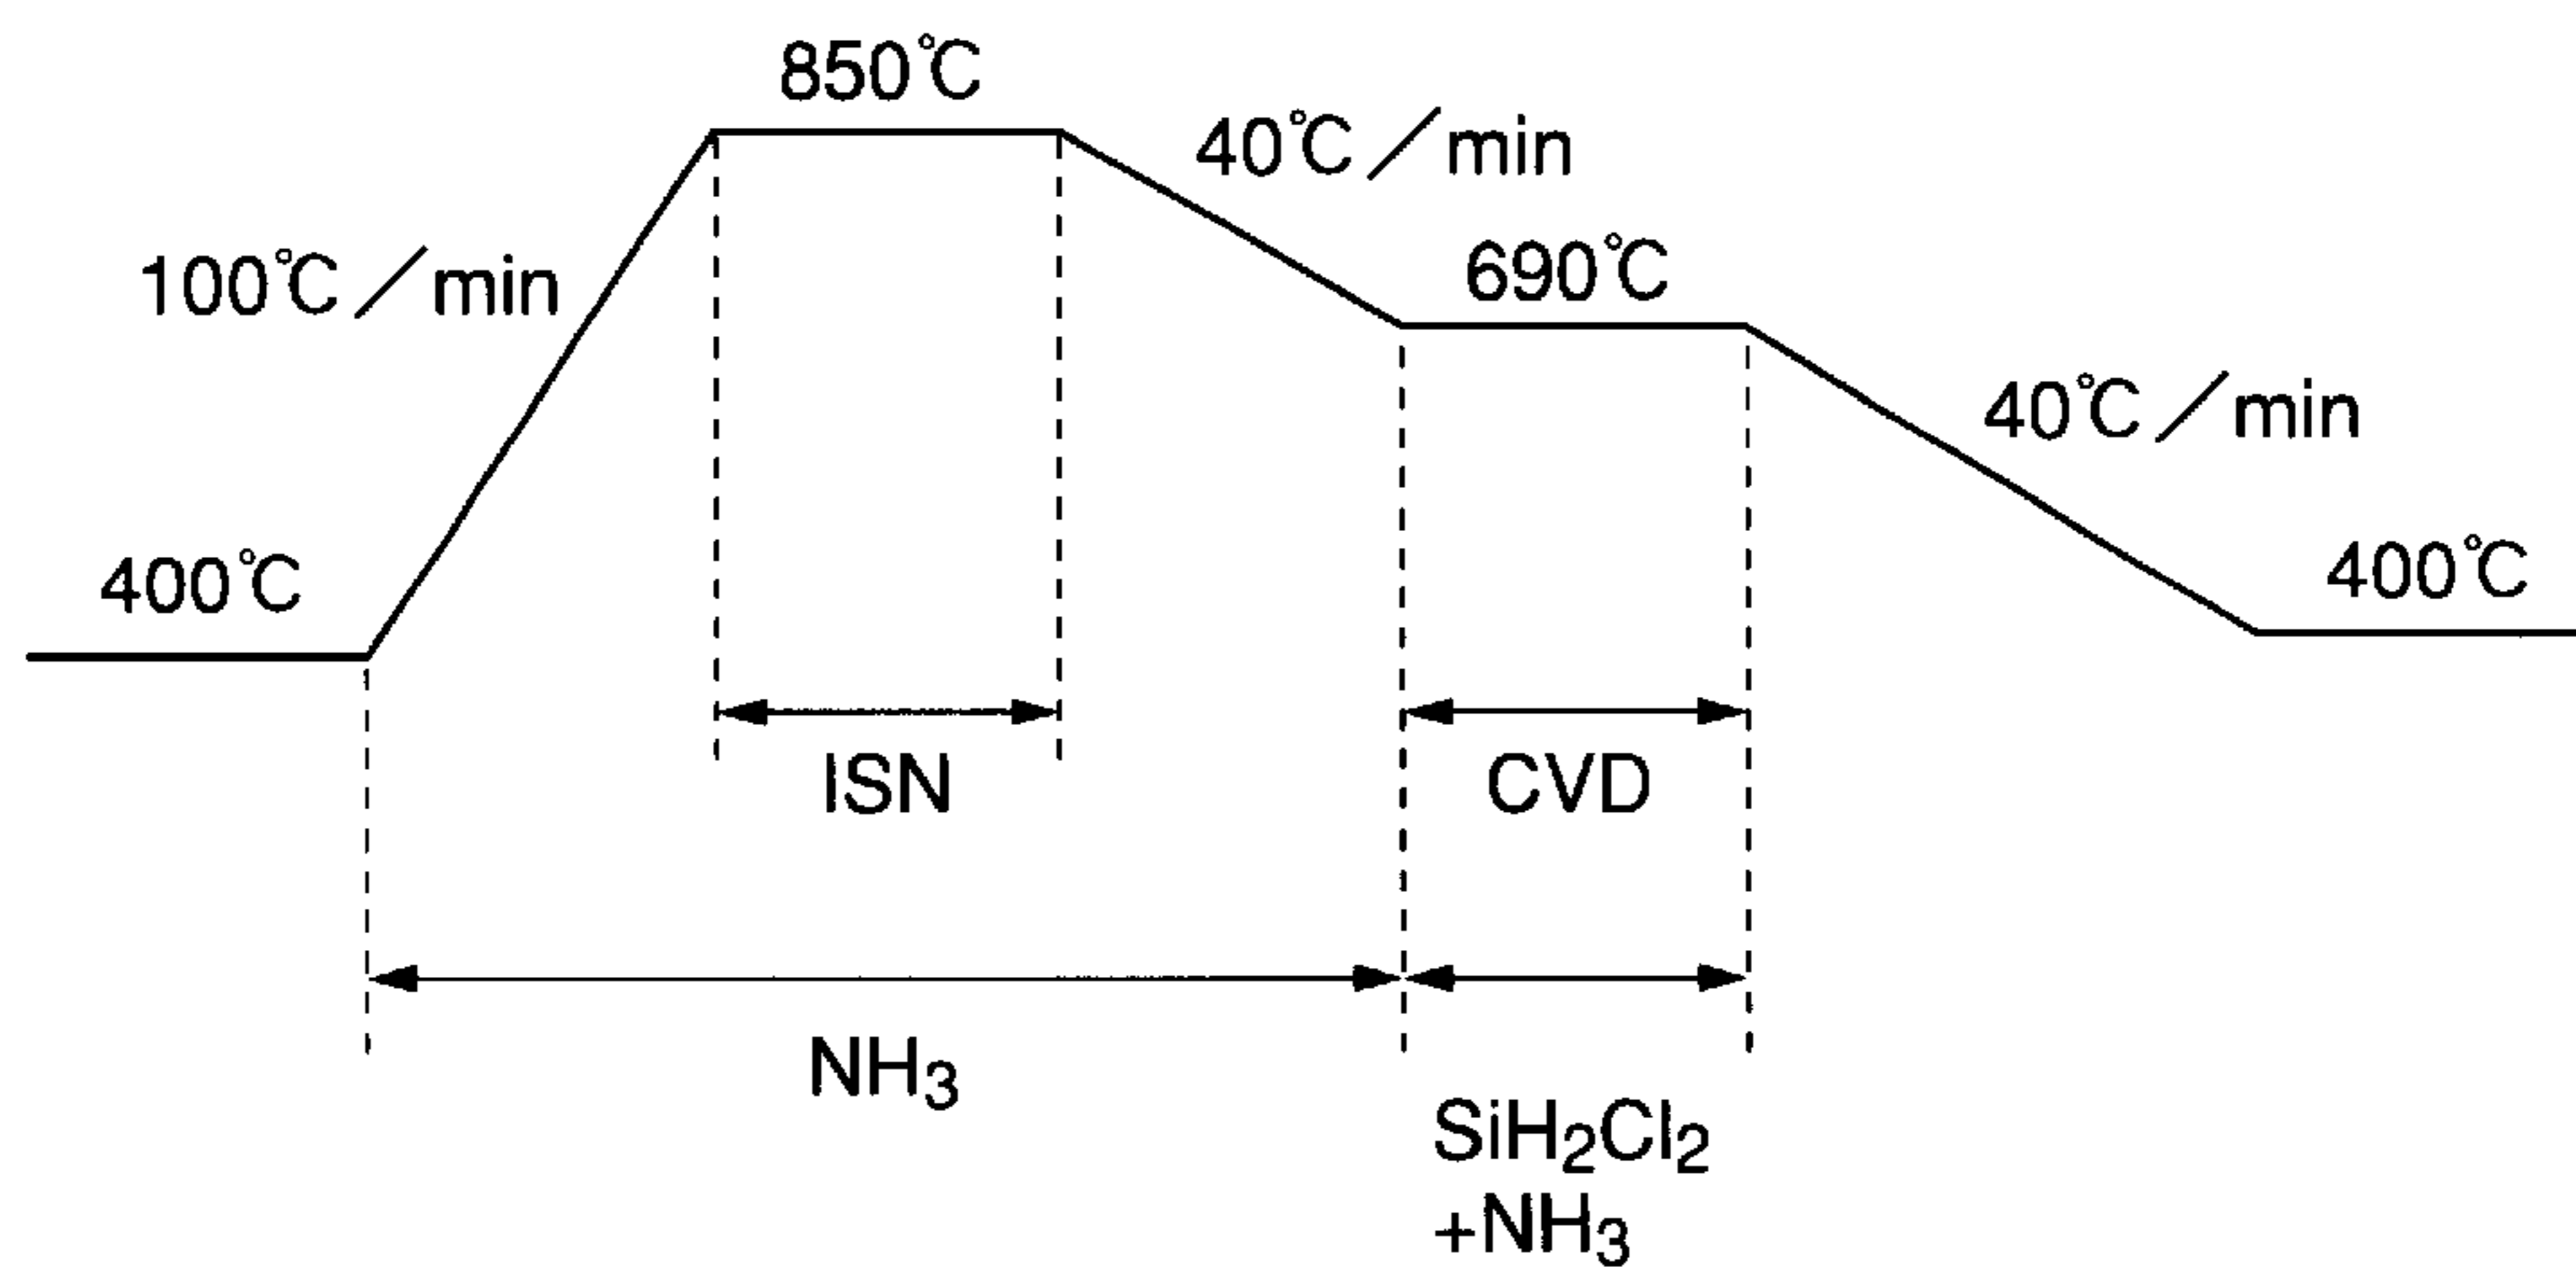 850℃
40℃/min
100℃/min
690℃
40℃/min
400℃
400℃
ISN
CVD
NH₃
SiH₂Cl₂
+NH₃